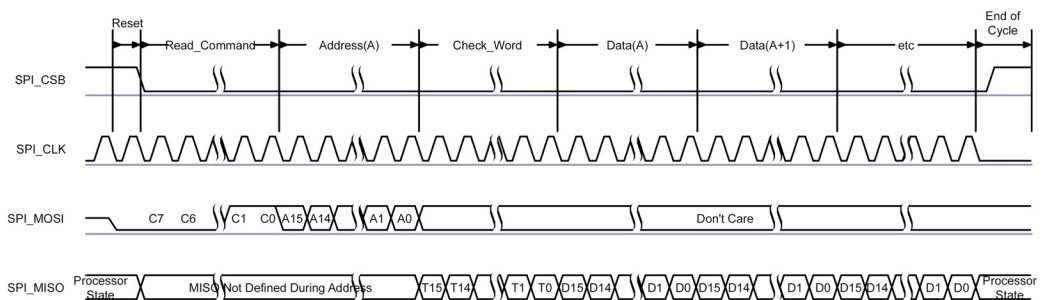 Reset
End of
Cycle
Read_Command Address(A) Check_Word Data(A) Data(A+1) etc
SPI_CSB
SPI_CLK
SPI_MOSI C7 C6 C1 C0 A15 A14 A1 A0 Don't Care
SPI_MISO Processor State MISO Not Defined During Address T15 T14 T1 T0 D15 D14 D1 D0 D15 D14 D1 D0 D15 D14 D1 D0 Processor State